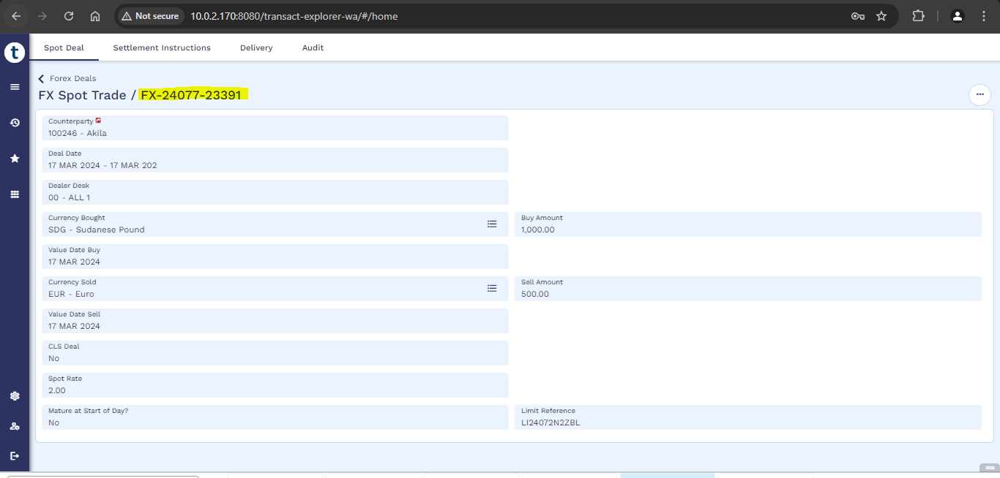 Not secure 10.0.2.170:8080/transact-explorer-wa/#/home
t
Spot Deal Settlement Instructions Delivery Audit
Forex Deals
FX Spot Trade / FX-24077-23391
Counterparty
100246 - Akila
Deal Date
17 MAR 2024 - 17 MAR 202
Dealer Desk
00 - ALL 1
Currency Bought
SDG - Sudanese Pound
Buy Amount
1,000.00
Value Date Buy
17 MAR 2024
Currency Sold
EUR - Euro
Sell Amount
500.00
Value Date Sell
17 MAR 2024
CLS Deal
No
Spot Rate
2.00
Mature at Start of Day?
No
Limit Reference
LI24072N2ZBL